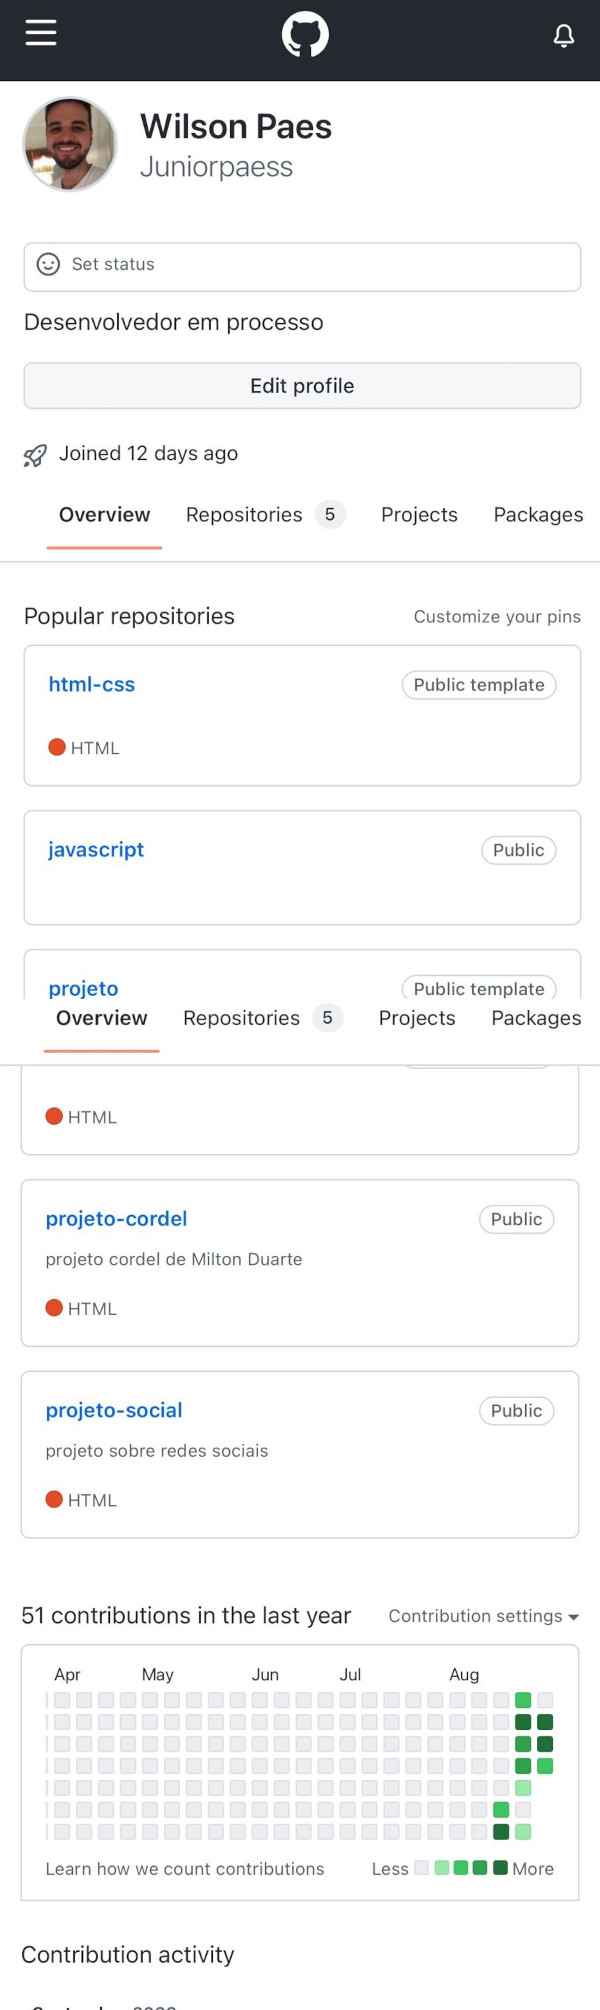 Wilson Paes
Juniorpaess
Set status
Desenvolvedor em processo
Edit profile
Joined 12 days ago
Overview Repositories 5 Projects Packages
Popular repositories Customize your pins
html-css Public template
HTML
javascript Public
projeto Public template
Overview Repositories 5 Projects Packages
HTML
projeto-cordel Public
projeto cordel de Milton Duarte
HTML
projeto-social Public
projeto sobre redes sociais
HTML
51 contributions in the last year Contribution settings
Apr May Jun Jul Aug
Learn how we count contributions Less More
Contribution activity